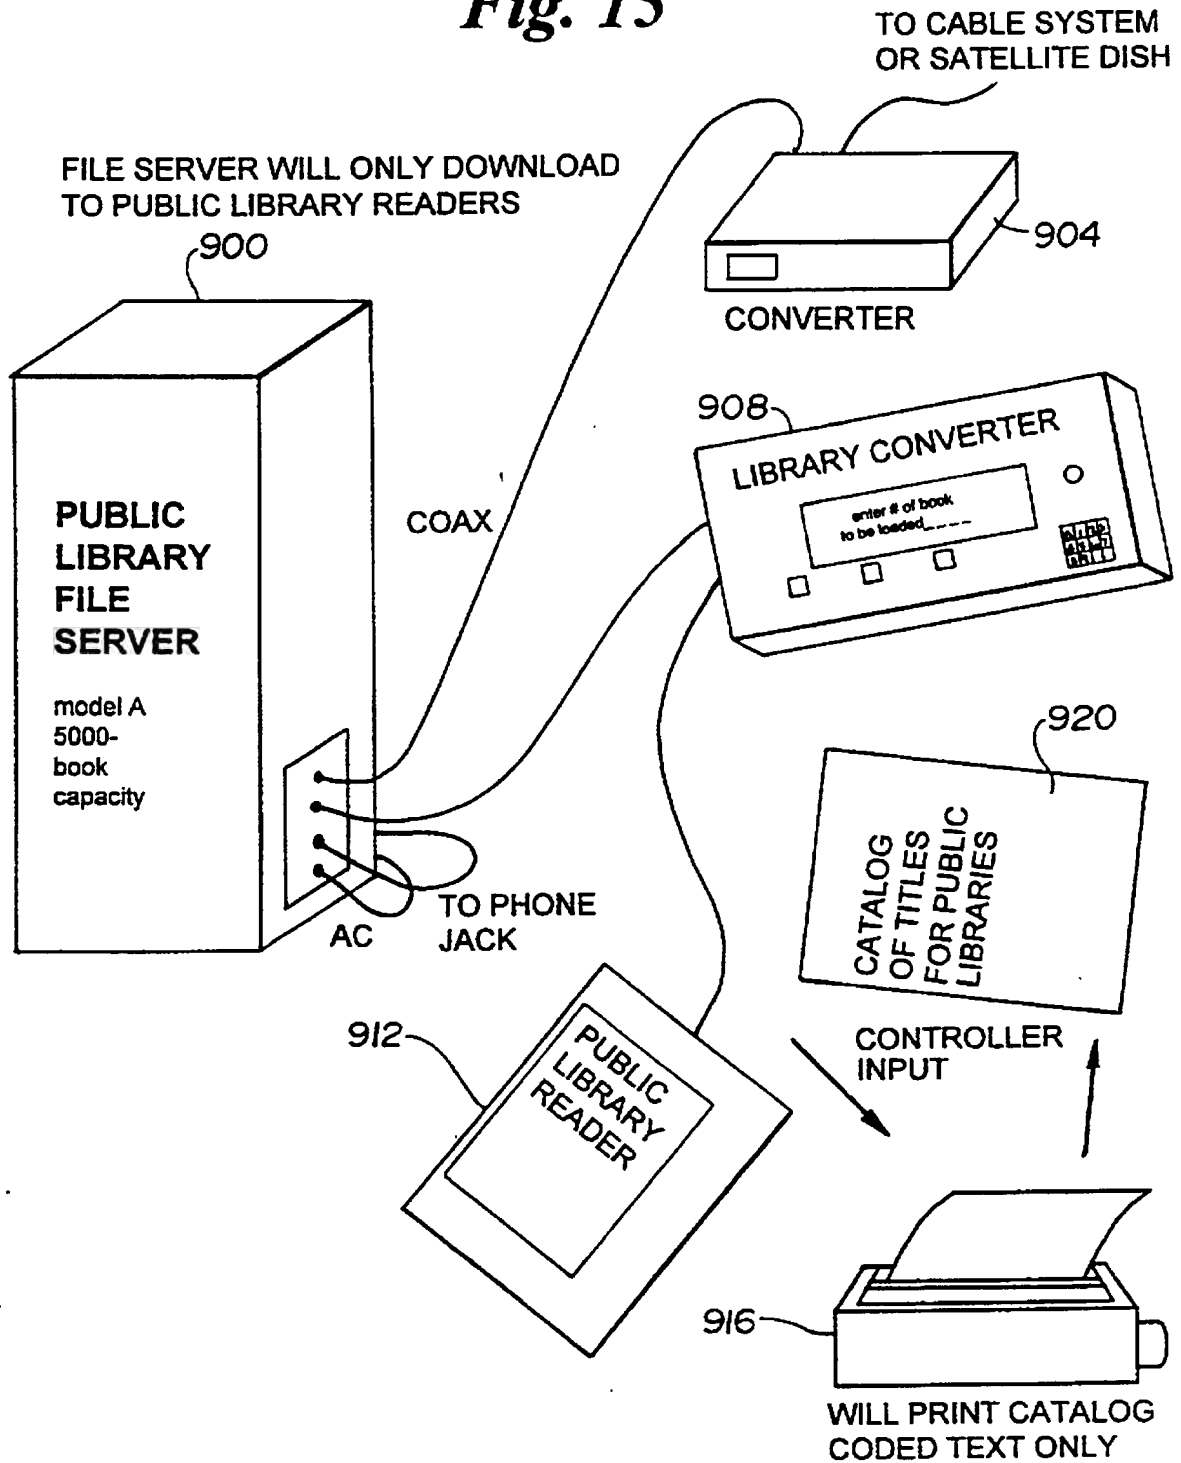 Fig. 15
TO CABLE SYSTEM
OR SATELLITE DISH
FILE SERVER WILL ONLY DOWNLOAD
TO PUBLIC LIBRARY READERS
900
904
CONVERTER
908
LIBRARY CONVERTER
enter # of book
to be loaded____
COAX
PUBLIC
LIBRARY
FILE
SERVER
model A
5000-
book
capacity
AC
TO PHONE
JACK
920
CATALOG
OF TITLES
FOR PUBLIC
LIBRARIES
912
PUBLIC
LIBRARY
READER
CONTROLLER
INPUT
916
WILL PRINT CATALOG
CODED TEXT ONLY